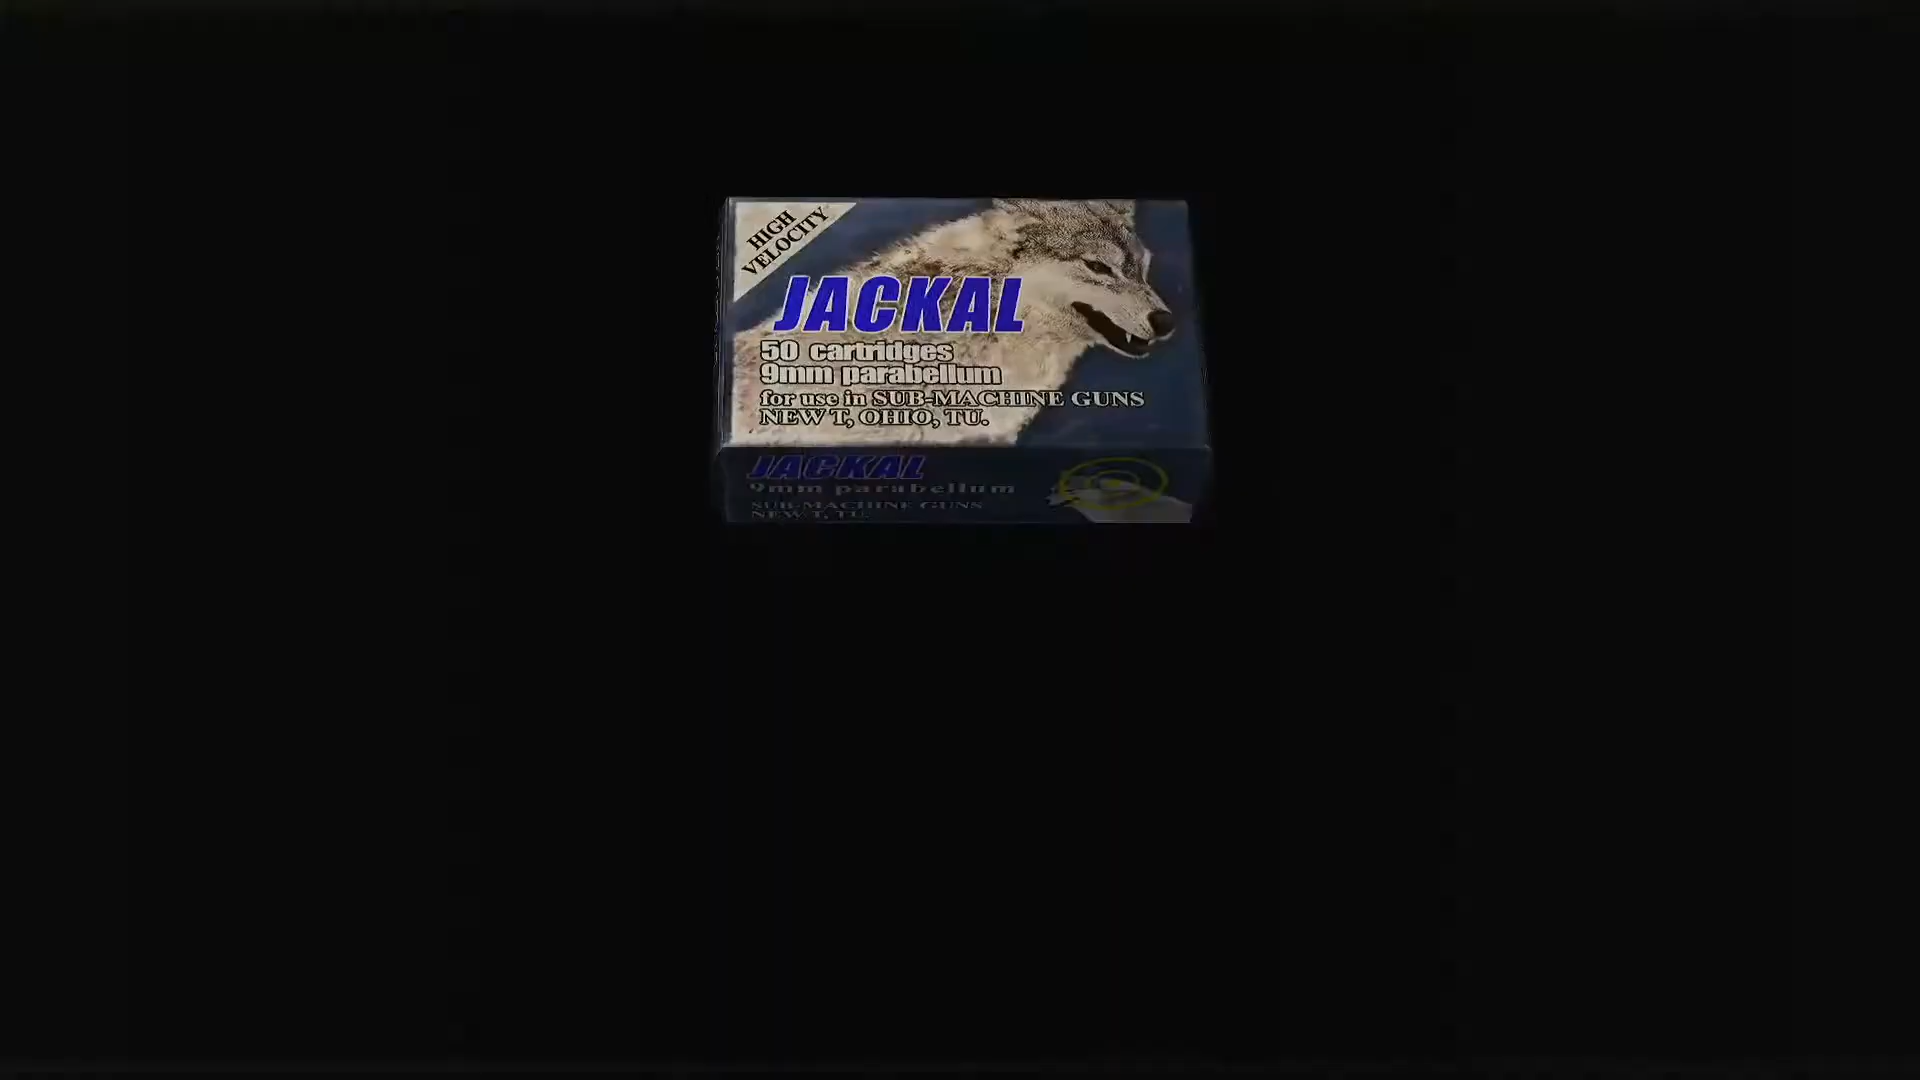 HIGH
VELOCITY
JACKAL
50 cartridges
9mm parabellum
for use in SUB-MACHINE GUNS
NEW T, OHIO, TU.
JACKAL
9mm parabellum
SUB-MACHINE GUNS
NEW T, TU.